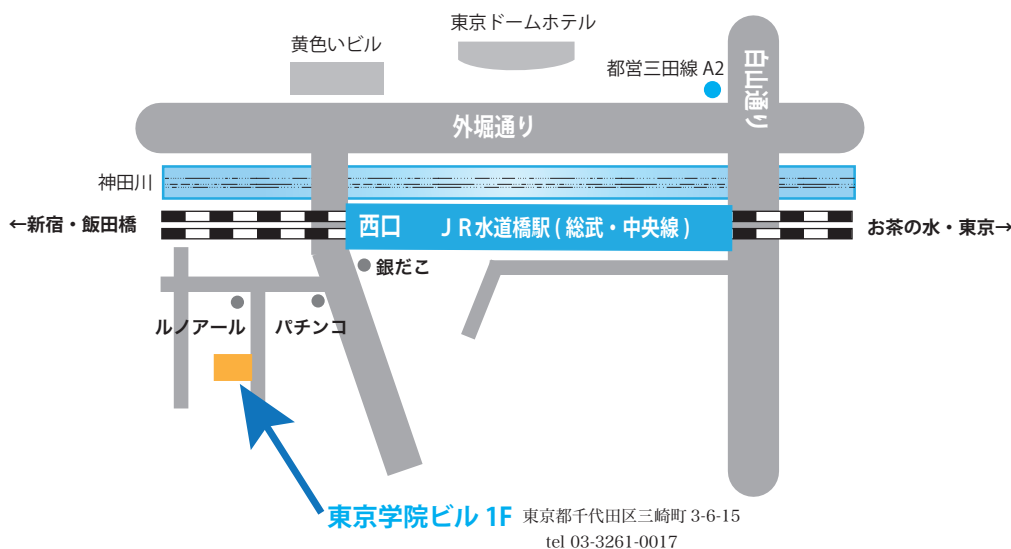 東京ドームホテル
黄色いビル
都営三田線 A2
白山通り
外堀通り
神田川
←新宿・飯田橋
西口
ＪＲ水道橋駅 ( 総武・中央線 )
お茶の水・東京→
銀だこ
ルノアール
パチンコ
東京学院ビル 1F
東京都千代田区三崎町 3-6-15
tel 03-3261-0017